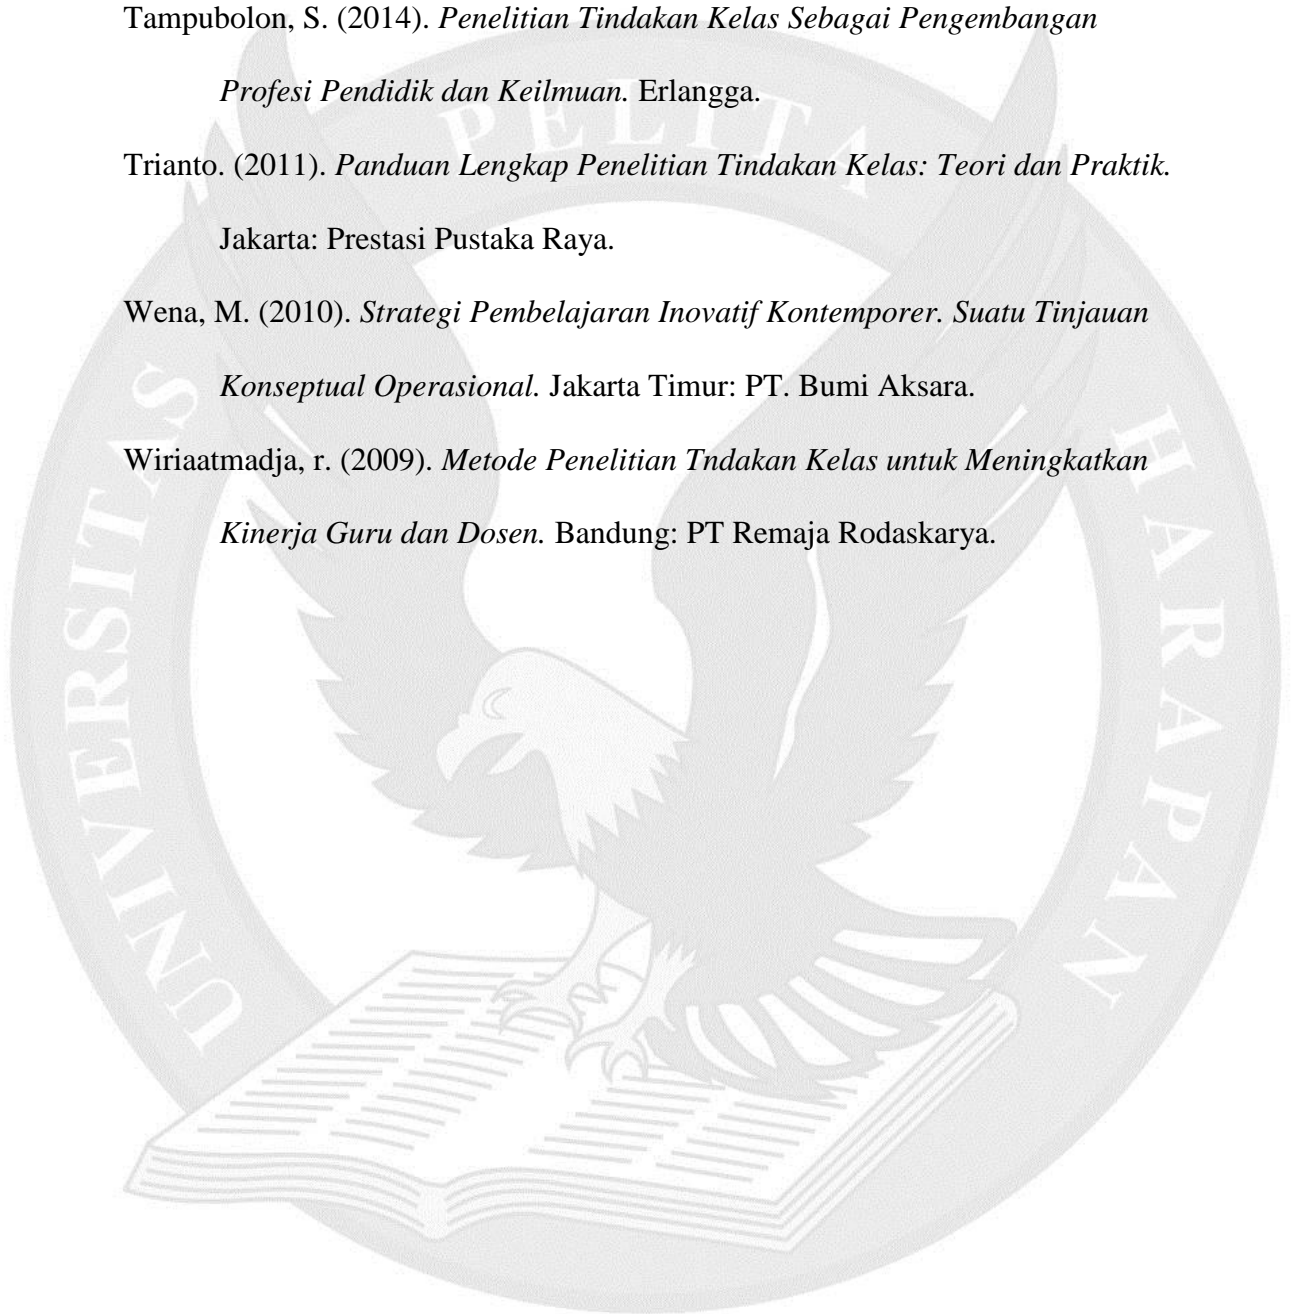 Tampubolon, S. (2014). Penelitian Tindakan Kelas Sebagai Pengembangan
Profesi Pendidik dan Keilmuan. Erlangga.
Trianto. (2011). Panduan Lengkap Penelitian Tindakan Kelas: Teori dan Praktik.
Jakarta: Prestasi Pustaka Raya.
Wena, M. (2010). Strategi Pembelajaran Inovatif Kontemporer. Suatu Tinjauan
Konseptual Operasional. Jakarta Timur: PT. Bumi Aksara.
Wiriaatmadja, r. (2009). Metode Penelitian Tndakan Kelas untuk Meningkatkan
Kinerja Guru dan Dosen. Bandung: PT Remaja Rodaskarya.
UNIVERSITAS PELITA HARAPAN